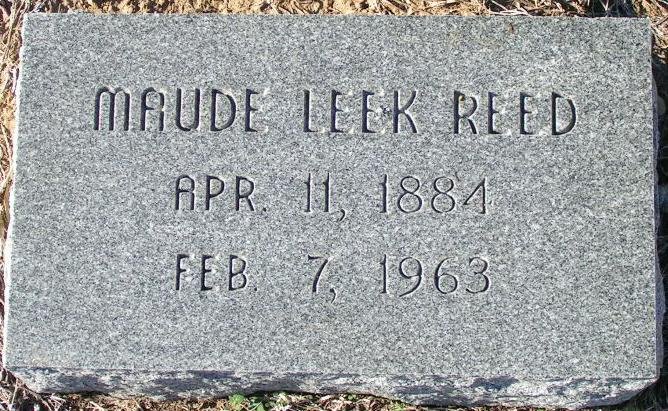 MAUDE LEEK REED
APR. 11, 1884
FEB. 7, 1963